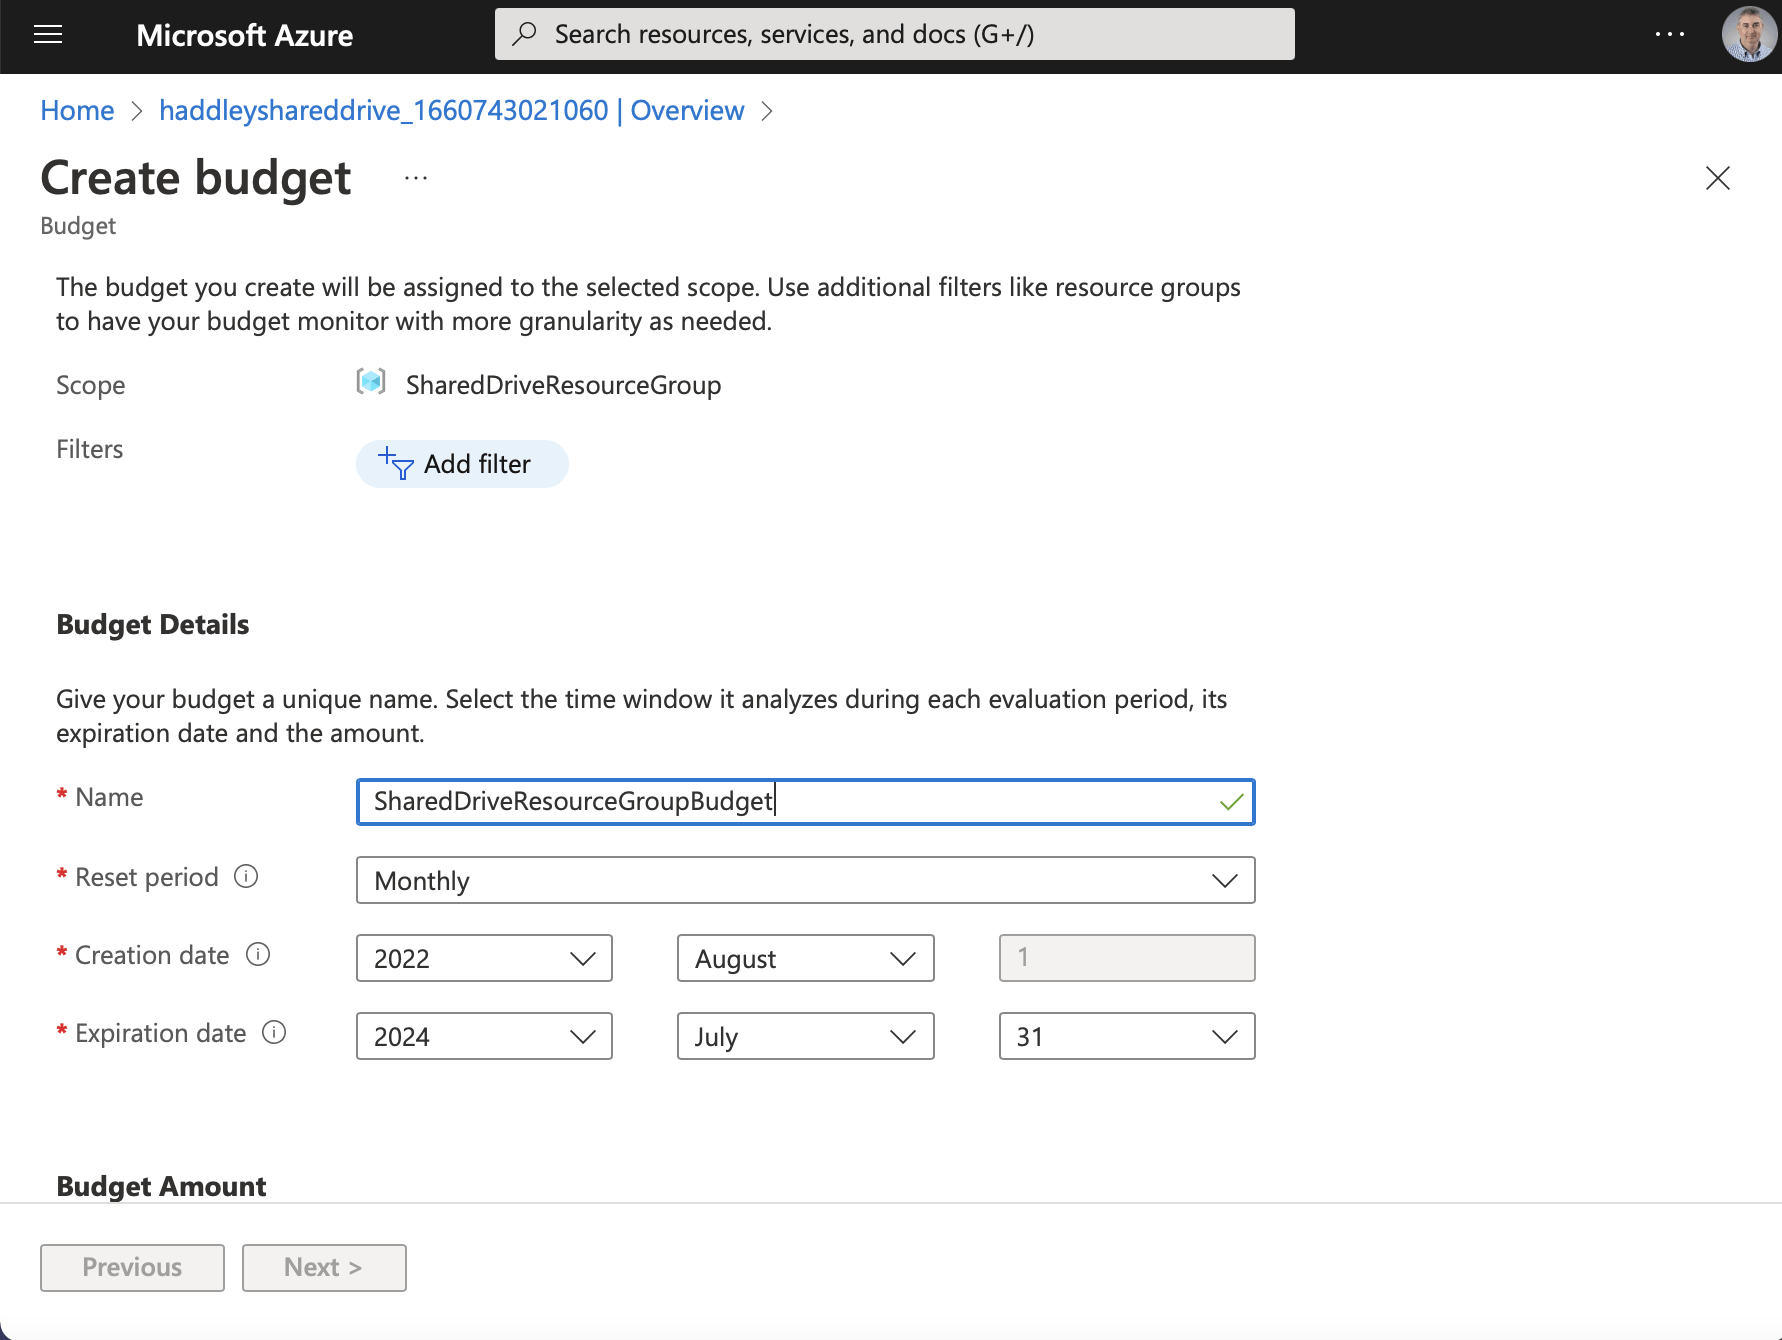 Microsoft Azure
Search resources, services, and docs (G+/)
Home > haddleyshareddrive_1660743021060 | Overview >
Create budget ...
Budget
The budget you create will be assigned to the selected scope. Use additional filters like resource groups
to have your budget monitor with more granularity as needed.
Scope SharedDriveResourceGroup
Filters Add filter
Budget Details
Give your budget a unique name. Select the time window it analyzes during each evaluation period, its
expiration date and the amount.
* Name SharedDriveResourceGroupBudget
* Reset period Monthly
* Creation date 2022 August 1
* Expiration date 2024 July 31
Budget Amount
Previous Next >